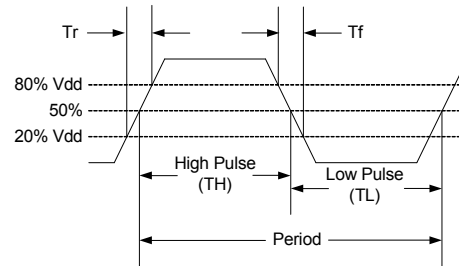 Tr
Tf
80% Vdd
50%
20% Vdd
High Pulse
(TH)
Low Pulse
(TL)
Period